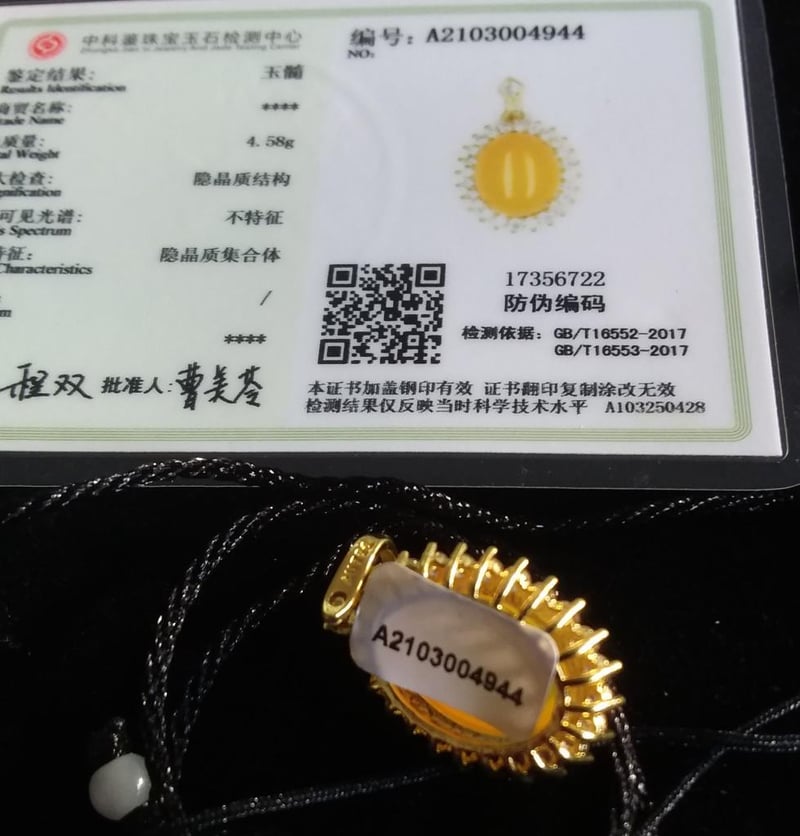 中科鉴珠宝玉石检测中心
编号: A2103004944
NO:
鉴定结果: 玉髓
Results Identification
商贸名称: ****
Trade Name
质量: 4.58g
Weight
检查: 隐晶质结构
可见光谱: 不特征
Spectrum
特征: 隐晶质集合体
Characteristics
/
****
程双 批准人: 曹美苓
17356722
防伪编码
检测依据: GB/T16552-2017
GB/T16553-2017
本证书加盖钢印有效 证书翻印复制涂改无效
检测结果仅反映当时科学技术水平 A103250428
A2103004944